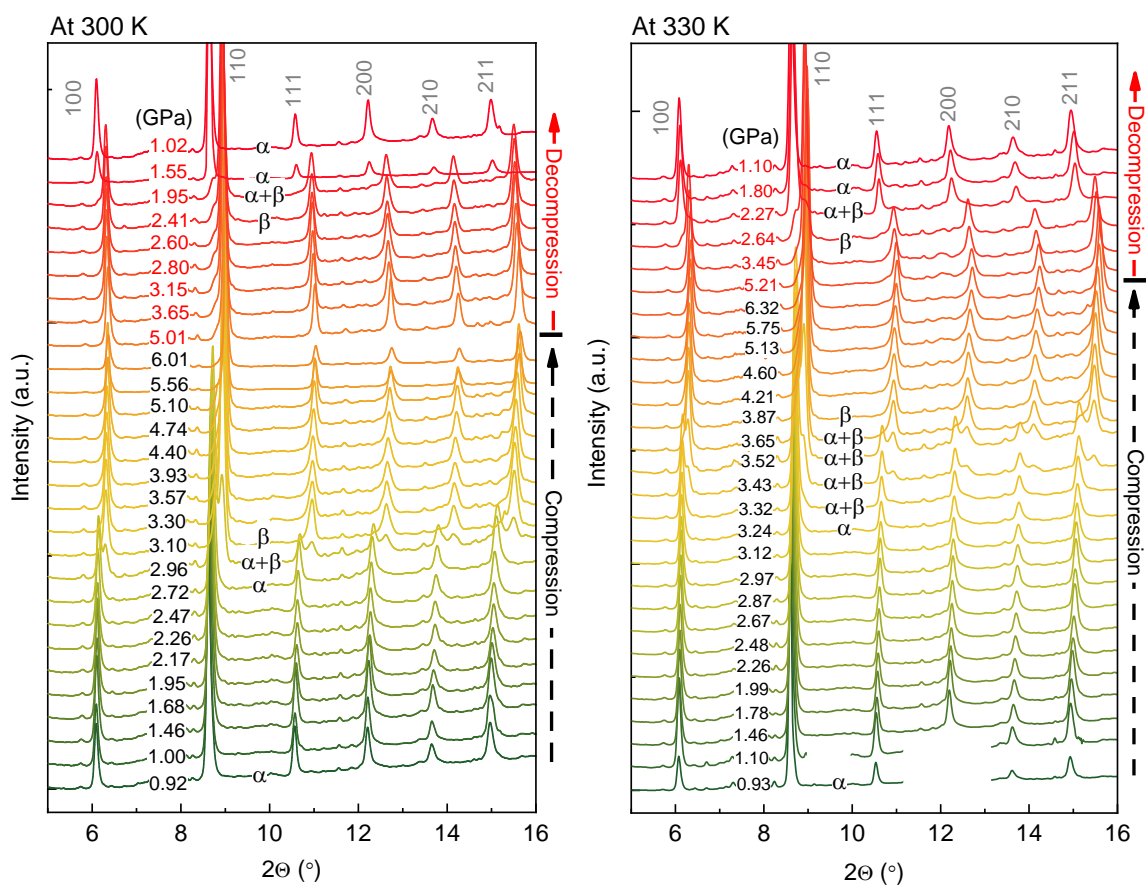 At 300 K
100
110
111
200
210
211
(GPa)
1.02
1.55
1.95
2.41
2.60
2.80
3.15
3.65
5.01
6.01
5.56
5.10
4.74
4.40
3.93
3.57
3.30
3.10
2.96
2.72
2.47
2.26
2.17
1.95
1.68
1.46
1.00
0.92
α
α
α+β
β
β
α+β
α
α
Decompression
Compression
Intensity (a.u.)
6 8 10 12 14 16
2Θ (°)
At 330 K
100
110
111
200
210
211
(GPa)
1.10
1.80
2.27
2.64
3.45
5.21
6.32
5.75
5.13
4.60
4.21
3.87
3.65
3.52
3.43
3.32
3.24
3.12
2.97
2.87
2.67
2.48
2.26
1.99
1.78
1.46
1.10
0.93
α
α
α+β
β
β
α+β
α+β
α+β
α+β
α
α
Decompression
Compression
Intensity (a.u.)
6 8 10 12 14 16
2Θ (°)